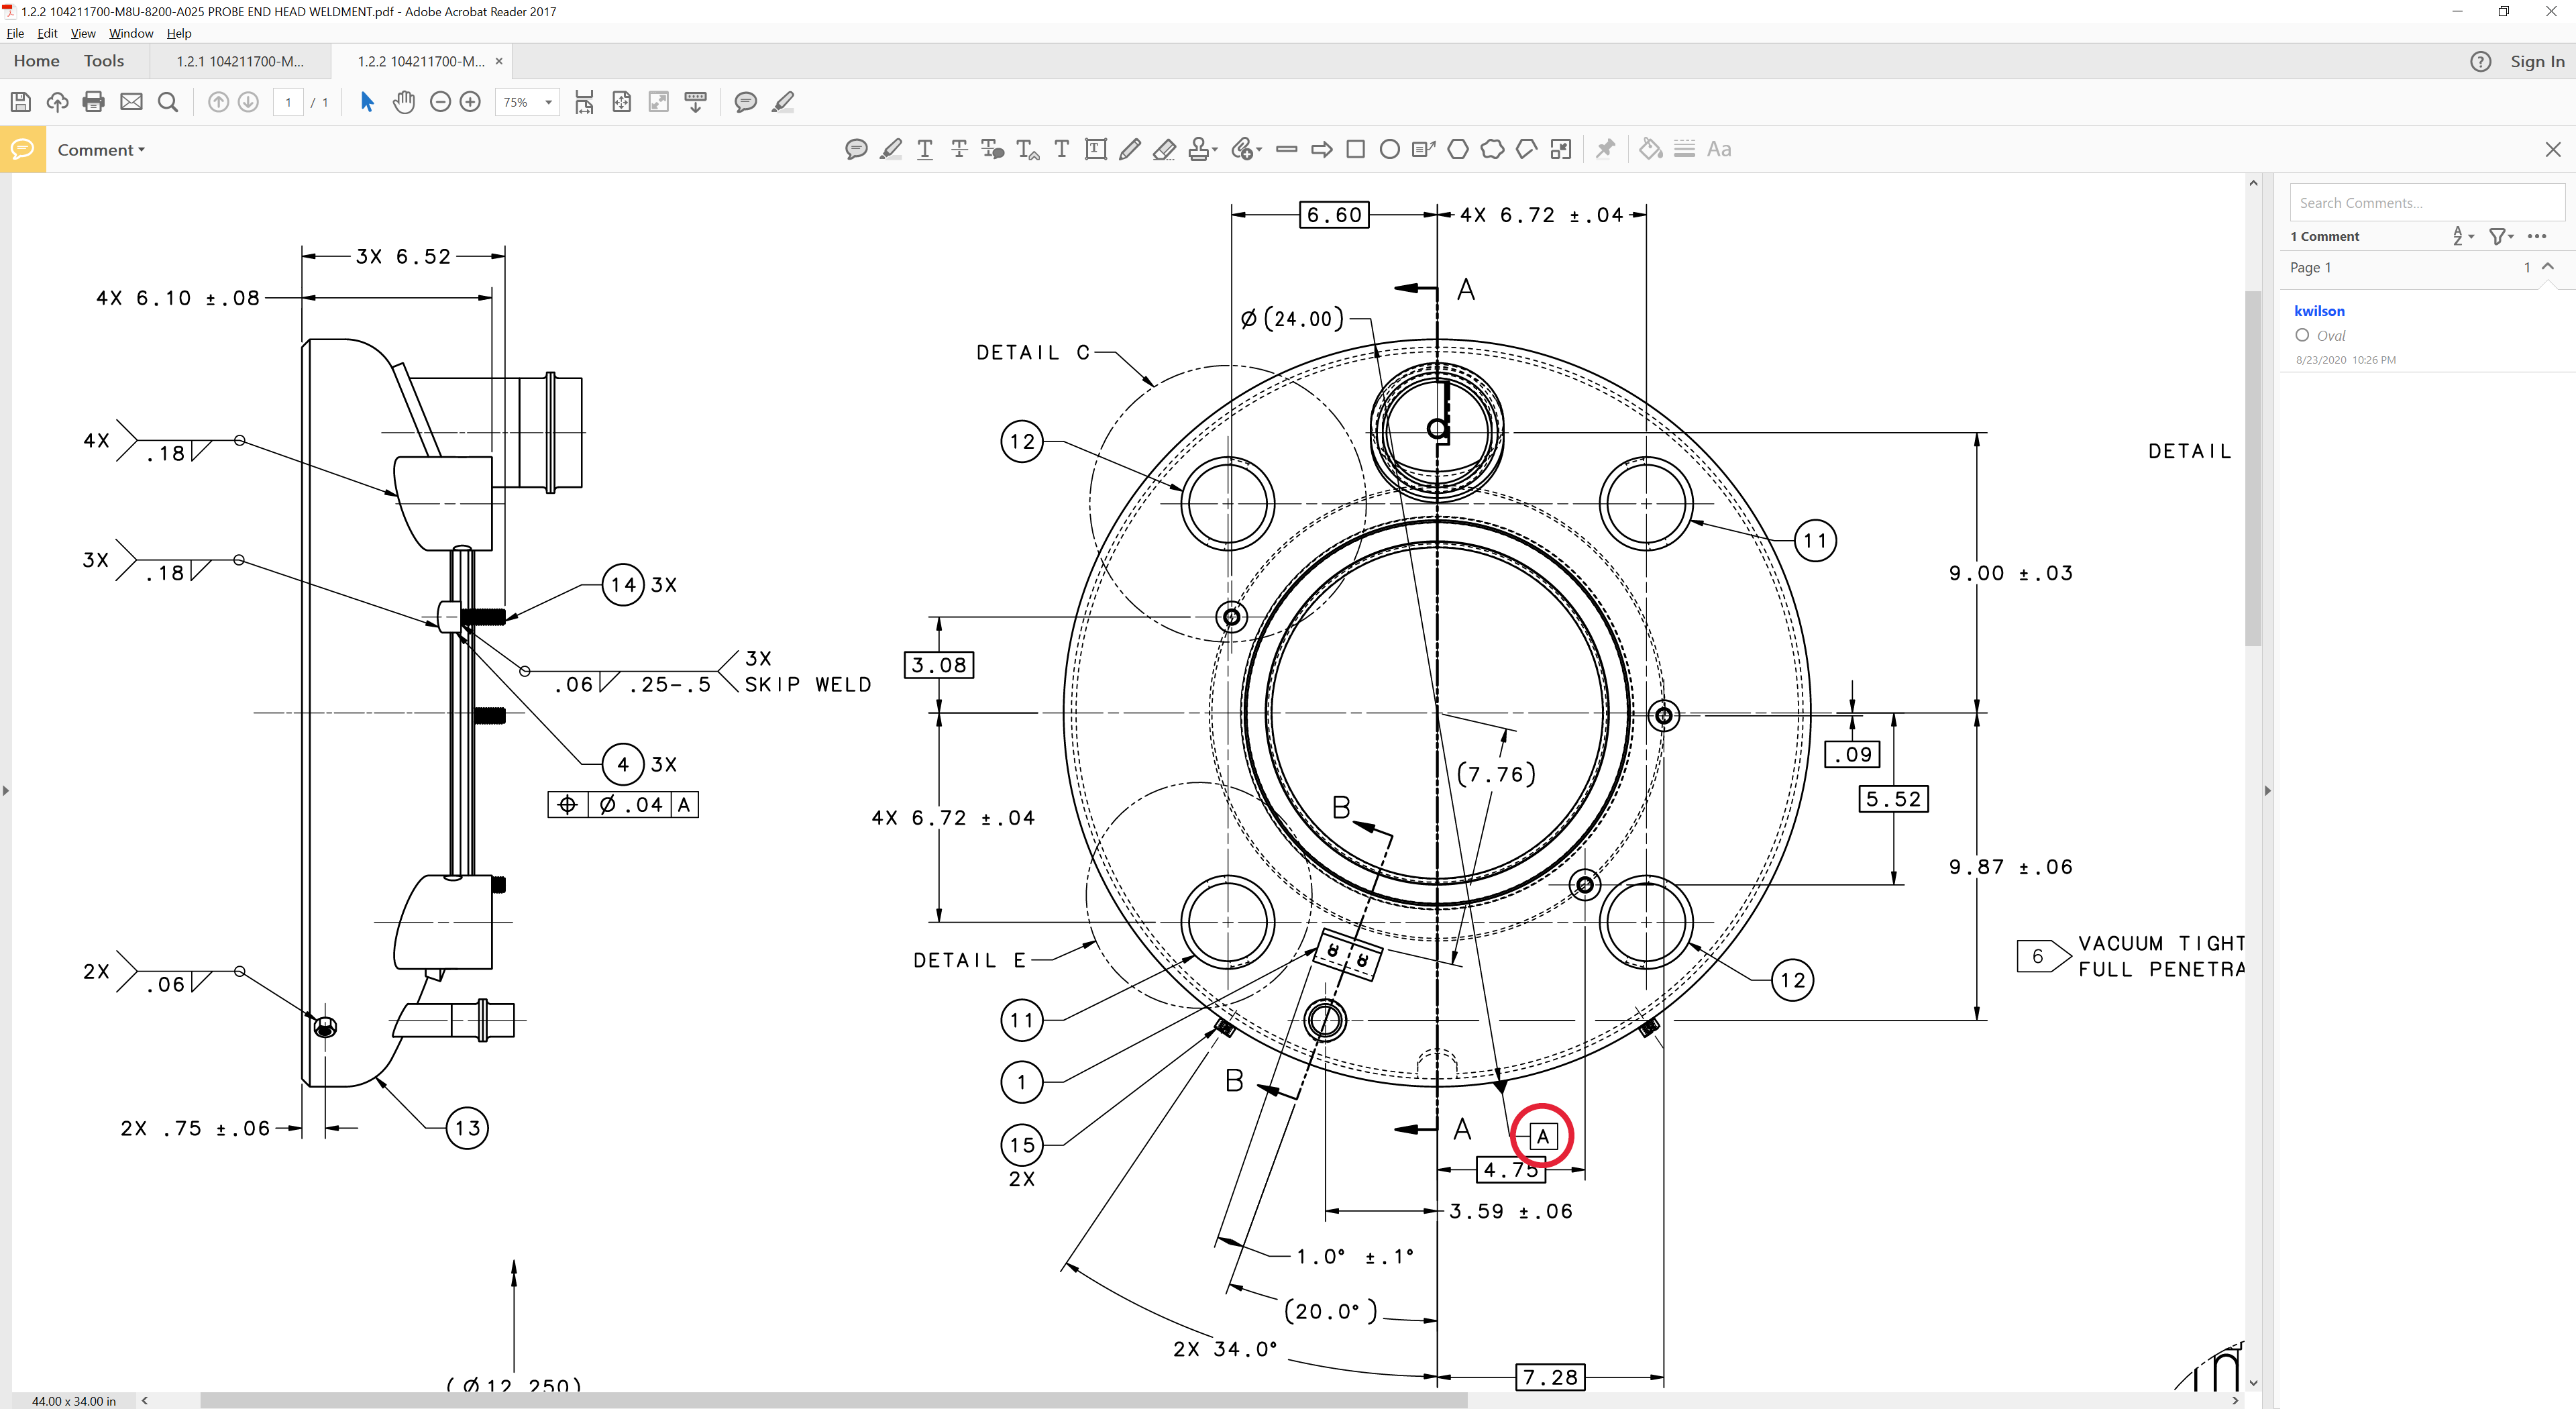 1.2.2 104211700-M8U-8200-A025 PROBE END HEAD WELDMENT.pdf - Adobe Acrobat Reader 2017
File Edit View Window Help
Home Tools 1.2.1 104211700-M... 1.2.2 104211700-M... ×
Sign In
1 / 1
75%
Comment
Aa
Search Comments...
1 Comment
Page 1
1
kwilson
Oval
8/23/2020 10:26 PM
3X 6.52
4X 6.10 ±.08
4X
.18
3X
.18
14 3X
.06 .25-.5
3X
SKIP WELD
4 3X
⌖ Ø.04 A
2X
.06
2X .75 ±.06
13
(Ø12.250)
6.60
4X 6.72 ±.04
A
Ø(24.00)
DETAIL C
12
11
9.00 ±.03
DETAIL
3.08
.09
(7.76)
5.52
B
4X 6.72 ±.04
9.87 ±.06
DETAIL E
6
VACUUM TIGHT
FULL PENETRA
12
11
1
B
15
2X
A
A
4.75
3.59 ±.06
1.0° ±.1°
(20.0°)
2X 34.0°
7.28
44.00 x 34.00 in